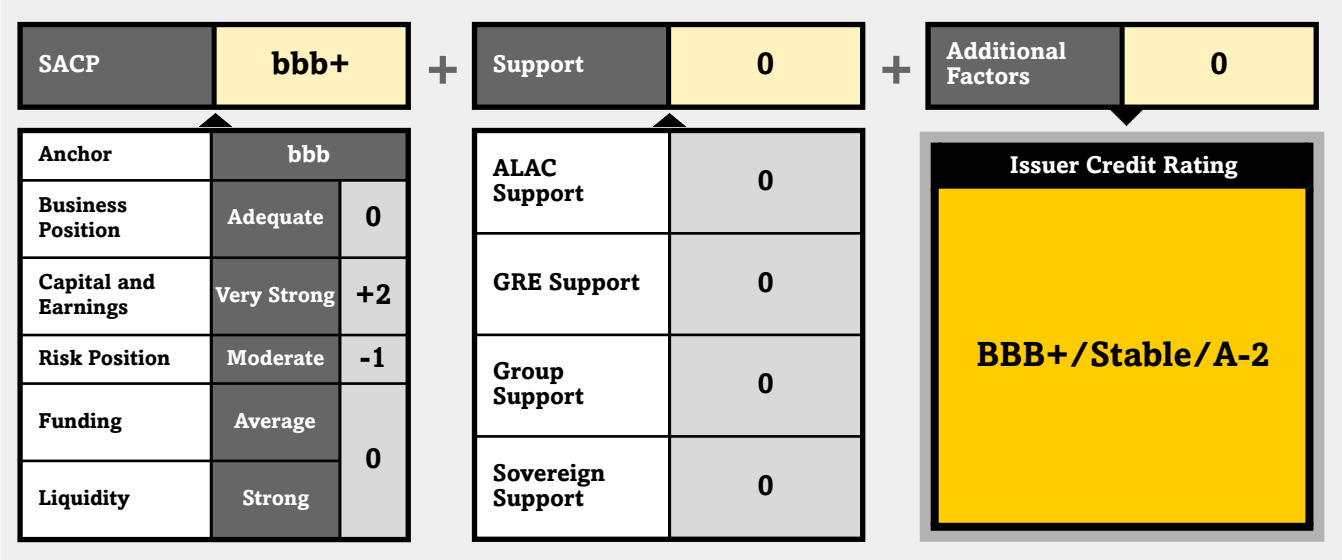 SACP
bbb+
+
Support
0
+
Additional
Factors
0
Anchor
bbb
Business
Position
Adequate
0
Capital and
Earnings
Very Strong
+2
Risk Position
Moderate
-1
Funding
Average
0
Liquidity
Strong
ALAC
Support
0
GRE Support
0
Group
Support
0
Sovereign
Support
0
Issuer Credit Rating
BBB+/Stable/A-2